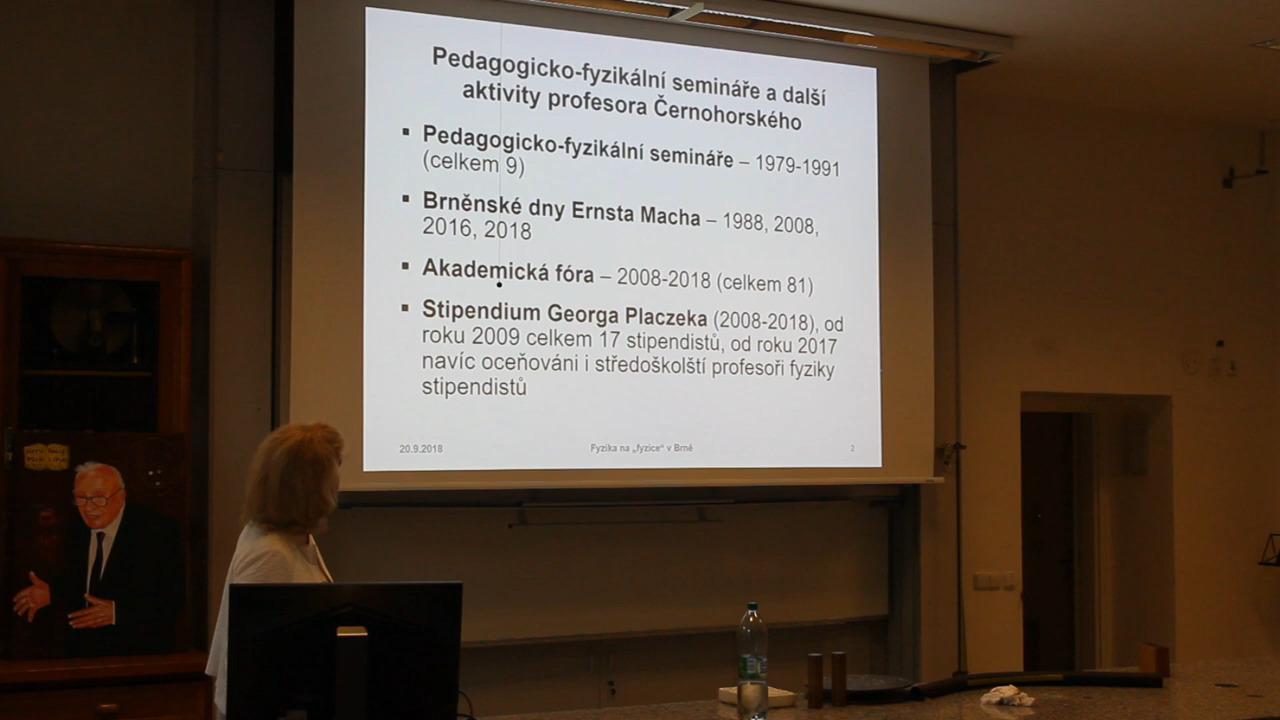 Pedagogicko-fyzikální semináře a další
aktivity profesora Černohorského
▪ Pedagogicko-fyzikální semináře – 1979-1991
(celkem 9)
▪ Brněnské dny Ernsta Macha – 1988, 2008,
2016, 2018
▪ Akademická fóra – 2008-2018 (celkem 81)
▪ Stipendium Georga Placzeka (2008-2018), od
roku 2009 celkem 17 stipendistů, od roku 2017
navíc oceňováni i středoškolští profesoři fyziky
stipendistů
20.9.2018 Fyzika na „fyzice“ v Brně 2